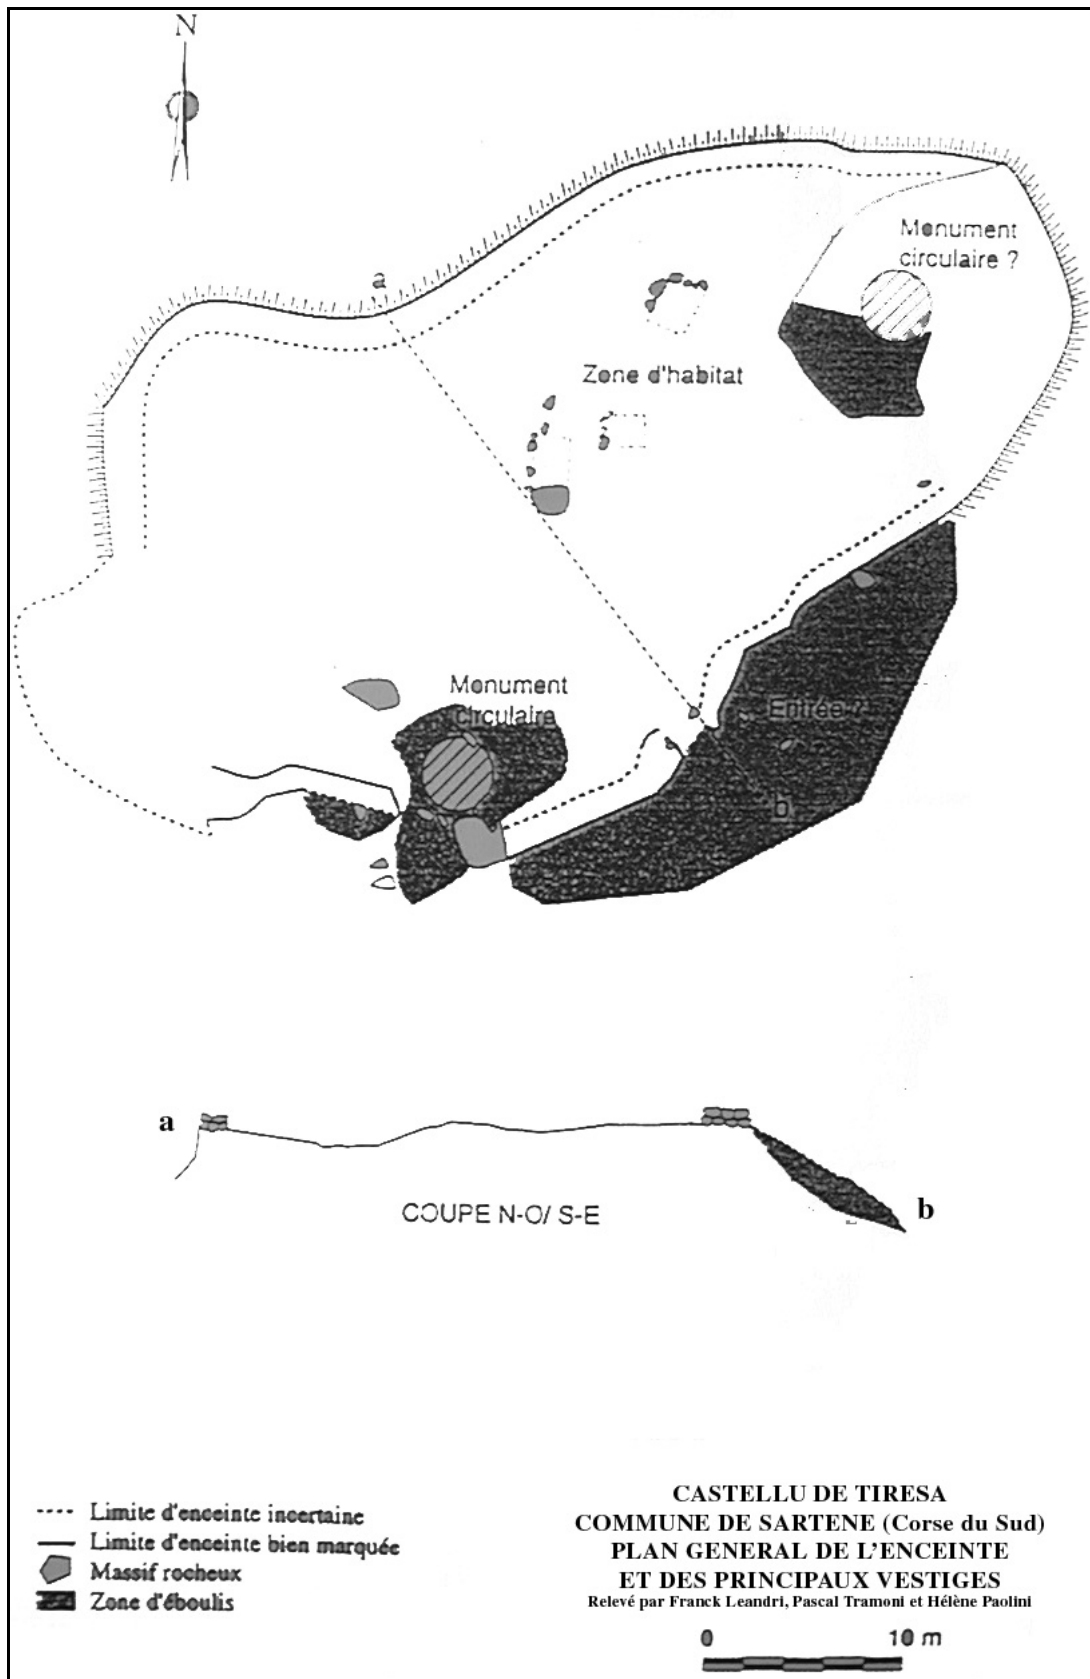 N
a
Monument
circulaire ?
Zone d'habitat
Monument
circulaire
Entrée ?
b
a
COUPE N-O/ S-E
b
Limite d'enceinte incertaine
Limite d'enceinte bien marquée
Massif rocheux
Zone d'éboulis
CASTELLU DE TIRESA
COMMUNE DE SARTENE (Corse du Sud)
PLAN GENERAL DE L'ENCEINTE
ET DES PRINCIPAUX VESTIGES
Relevé par Franck Leandri, Pascal Tramoni et Hélène Paolini
0 10 m